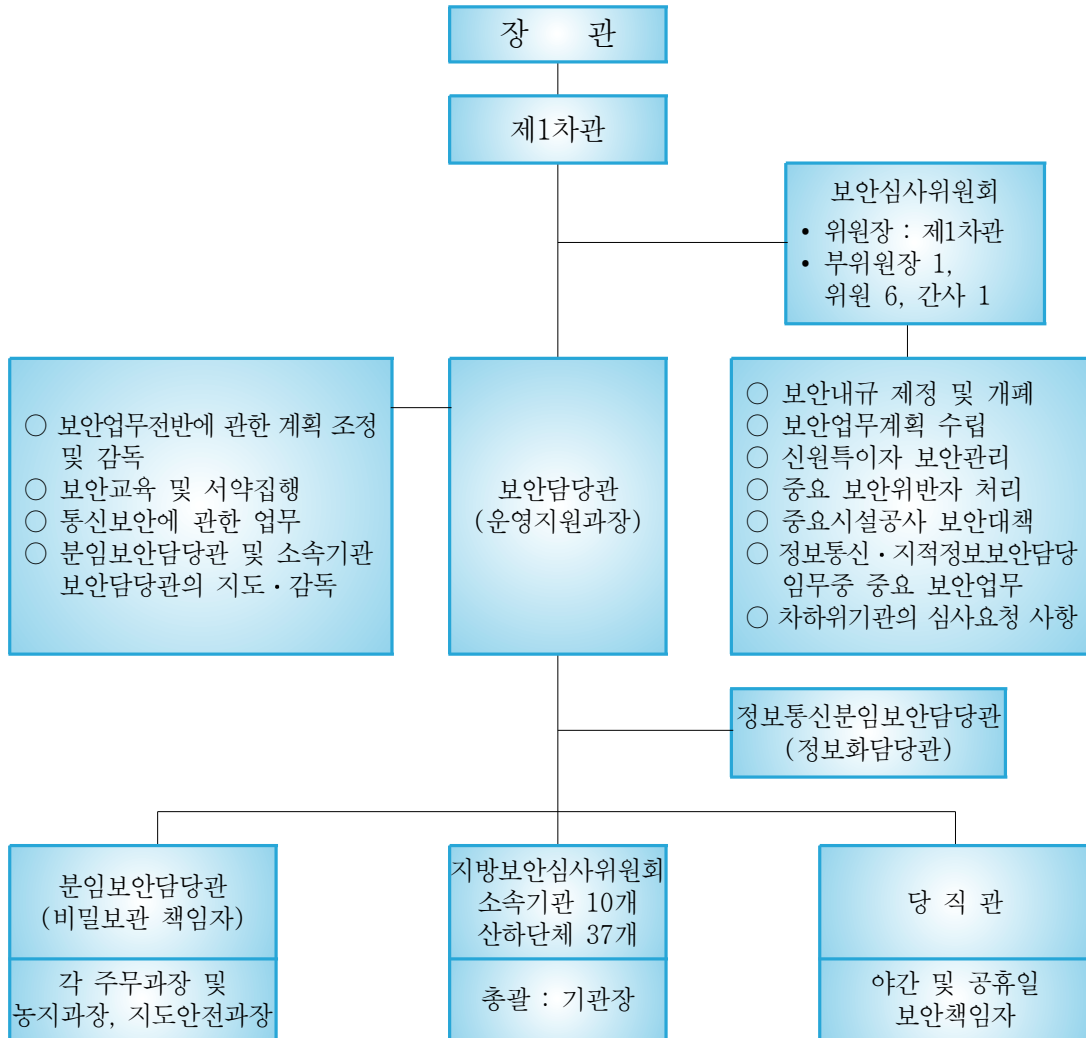 장 관
제1차관
보안심사위원회
• 위원장 : 제1차관
• 부위원장 1,
위원 6, 간사 1
○ 보안업무전반에 관한 계획 조정
및 감독
○ 보안교육 및 서약집행
○ 통신보안에 관한 업무
○ 분임보안담당관 및 소속기관
보안담당관의 지도·감독
보안담당관
(운영지원과장)
○ 보안내규 제정 및 개폐
○ 보안업무계획 수립
○ 신원특이자 보안관리
○ 중요 보안위반자 처리
○ 중요시설공사 보안대책
○ 정보통신·지적정보보안담당
임무중 중요 보안업무
○ 차하위기관의 심사요청 사항
정보통신분임보안담당관
(정보화담당관)
분임보안담당관
(비밀보관 책임자)
각 주무과장 및
농지과장, 지도안전과장
지방보안심사위원회
소속기관 10개
산하단체 37개
총괄 : 기관장
당 직 관
야간 및 공휴일
보안책임자